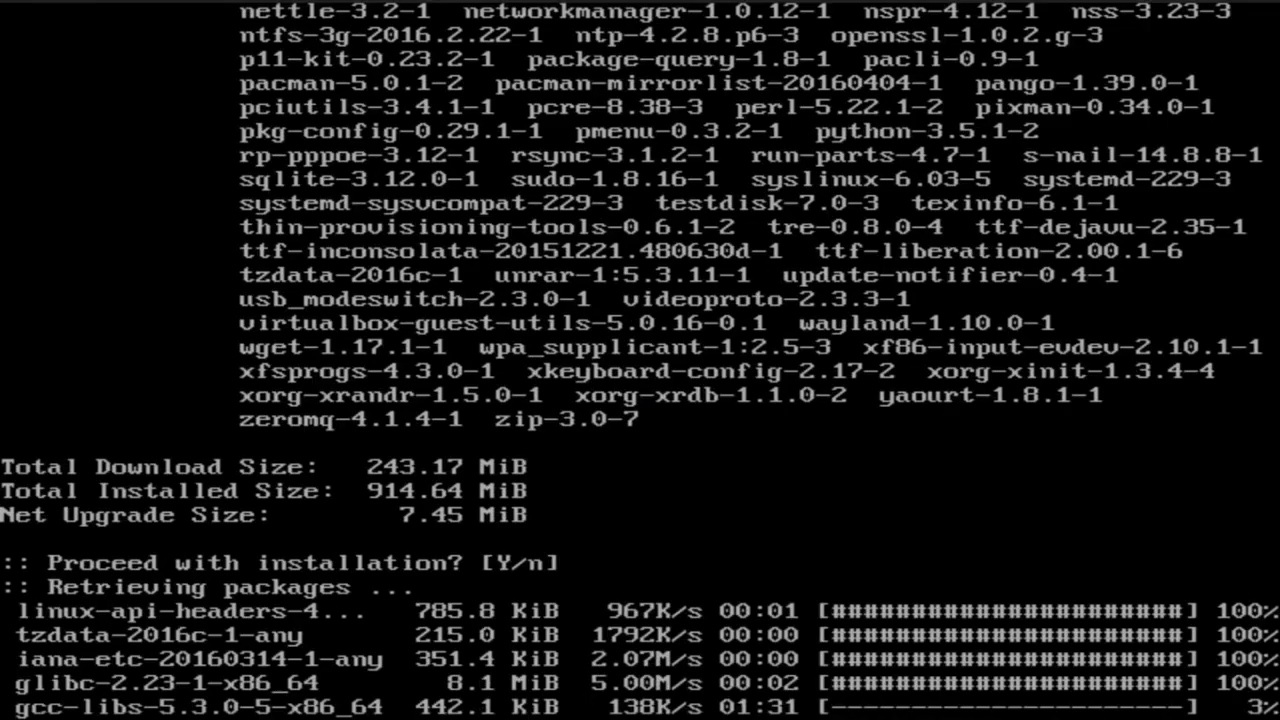 nettle-3.2-1  networkmanager-1.0.12-1  nspr-4.12-1  nss-3.23-3
ntfs-3g-2016.2.22-1  ntp-4.2.8.p6-3  openssl-1.0.2.g-3
p11-kit-0.23.2-1  package-query-1.8-1  pacli-0.9-1
pacman-5.0.1-2  pacman-mirrorlist-20160404-1  pango-1.39.0-1
pciutils-3.4.1-1  pcre-8.38-3  perl-5.22.1-2  pixman-0.34.0-1
pkg-config-0.29.1-1  pmenu-0.3.2-1  python-3.5.1-2
rp-pppoe-3.12-1  rsync-3.1.2-1  run-parts-4.7-1  s-nail-14.8.8-1
sqlite-3.12.0-1  sudo-1.8.16-1  syslinux-6.03-5  systemd-229-3
systemd-sysvcompat-229-3  testdisk-7.0-3  texinfo-6.1-1
thin-provisioning-tools-0.6.1-2  tre-0.8.0-4  ttf-dejavu-2.35-1
ttf-inconsolata-20151221.480630d-1  ttf-liberation-2.00.1-6
tzdata-2016c-1  unrar-1:5.3.11-1  update-notifier-0.4-1
usb_modeswitch-2.3.0-1  videoproto-2.3.3-1
virtualbox-guest-utils-5.0.16-0.1  wayland-1.10.0-1
wget-1.17.1-1  wpa_supplicant-1:2.5-3  xf86-input-evdev-2.10.1-1
xfsprogs-4.3.0-1  xkeyboard-config-2.17-2  xorg-xinit-1.3.4-4
xorg-xrandr-1.5.0-1  xorg-xrdb-1.1.0-2  yaourt-1.8.1-1
zeromq-4.1.4-1  zip-3.0-7
Total Download Size:   243.17 MiB
Total Installed Size:  914.64 MiB
Net Upgrade Size:        7.45 MiB
:: Proceed with installation? [Y/n]
:: Retrieving packages ...
linux-api-headers-4...   785.8 KiB   967K/s 00:01 [######################] 100%
tzdata-2016c-1-any       215.0 KiB  1792K/s 00:00 [######################] 100%
iana-etc-20160314-1-any  351.4 KiB  2.07M/s 00:00 [######################] 100%
glibc-2.23-1-x86_64        8.1 MiB  5.00M/s 00:02 [######################] 100%
gcc-libs-5.3.0-5-x86_64  442.1 KiB   138K/s 01:31 [----------------------]   3%